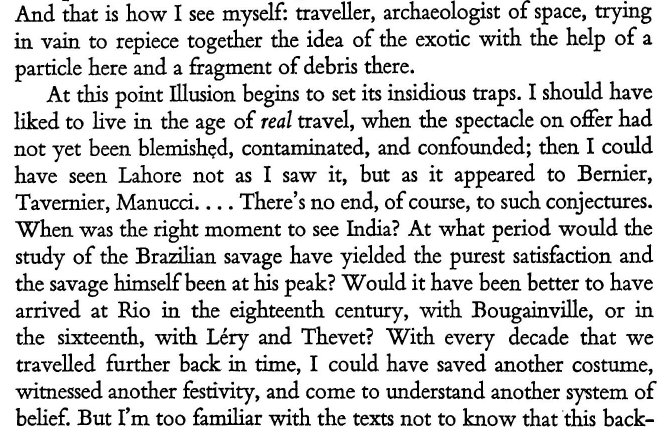 And that is how I see myself: traveller, archaeologist of space, trying
in vain to repiece together the idea of the exotic with the help of a
particle here and a fragment of debris there.
At this point Illusion begins to set its insidious traps. I should have
liked to live in the age of real travel, when the spectacle on offer had
not yet been blemished, contaminated, and confounded; then I could
have seen Lahore not as I saw it, but as it appeared to Bernier,
Tavernier, Manucci. . . . There's no end, of course, to such conjectures.
When was the right moment to see India? At what period would the
study of the Brazilian savage have yielded the purest satisfaction and
the savage himself been at his peak? Would it have been better to have
arrived at Rio in the eighteenth century, with Bougainville, or in
the sixteenth, with Léry and Thevet? With every decade that we
travelled further back in time, I could have saved another costume,
witnessed another festivity, and come to understand another system of
belief. But I'm too familiar with the texts not to know that this back-